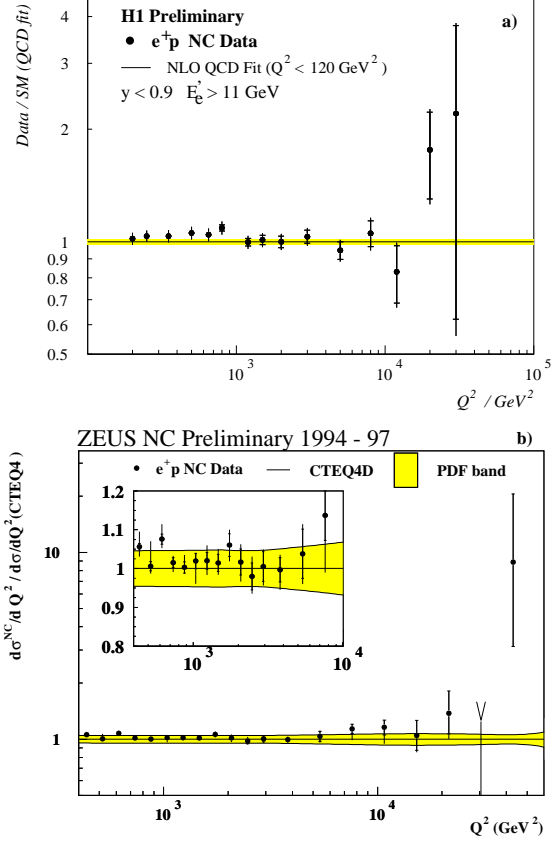 H1 Preliminary
a)
e⁺p NC Data
NLO QCD Fit (Q² < 120 GeV²)
y < 0.9 E'ₑ > 11 GeV
Data / SM (QCD fit)
4
3
2
1
0.9
0.8
0.7
0.6
0.5
10³
10⁴
10⁵
Q² / GeV²
ZEUS NC Preliminary 1994 - 97
b)
e⁺p NC Data
CTEQ4D
PDF band
dσᴺᶜ/d Q² / dσ/dQ²(CTEQ4)
1.2
1.1
1
0.9
0.8
10³
10⁴
10
1
10³
10⁴
Q² (GeV²)